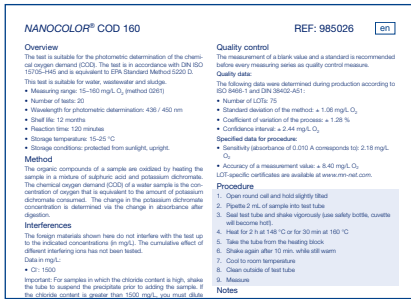 NANOCOLOR® COD 160
REF: 985026
en
Overview
The test is suitable for the photometric determination of the chemi-
cal oxygen demand (COD). The test is in accordance with DIN ISO
15705-H45 and is equivalent to EPA Standard Method 5220 D.
This test is suitable for water, wastewater and sludge.
• Measuring range: 15–160 mg/L O₂ (method 0261)
• Number of tests: 20
• Wavelength for photometric determination: 436 / 450 nm
• Shelf life: 12 months
• Reaction time: 120 minutes
• Storage temperature: 15–25 °C
• Storage conditions: protected from sunlight, upright.
Method
The organic compounds of a sample are oxidized by heating the
sample in a mixture of sulphuric acid and potassium dichromate.
The chemical oxygen demand (COD) of a water sample is the con-
centration of oxygen that is equivalent to the amount of potassium
dichromate consumed. The change in potassium dichromate
concentration is determined via the change in absorbance after
digestion.
Interferences
The foreign materials shown here do not interfere with the test up
to the indicated concentrations (in mg/L). The cumulative effect of
different interfering ions has not been tested.
Data in mg/L:
• Cl⁻: 1500
Important: For samples in which the chloride content is high, shake
the tube to suspend the precipitate prior to adding the sample. If
the chloride content is greater than 1500 mg/L, you must dilute
Quality control
The measurement of a blank value and a standard is recommended
before every measuring series as quality control measure.
Quality data:
The following data were determined during production according to
ISO 8466-1 and DIN 38402-A51:
• Number of LOTs: 75
• Standard deviation of the method: ± 1.06 mg/L O₂
• Coefficient of variation of the process: ± 1.28 %
• Confidence interval: ± 2.44 mg/L O₂
Specified data for procedure:
• Sensitivity (absorbance of 0.010 A corresponds to): 2.18 mg/L
O₂
• Accuracy of a measurement value: ± 8.40 mg/L O₂
LOT-specific certificates are available at www.mn-net.com.
Procedure
1. Open round cell and hold slightly tilted
2. Pipette 2 mL of sample into test tube
3. Seal test tube and shake vigorously (use safety bottle, cuvette
will become hot!).
4. Heat for 2 h at 148 °C or for 30 min at 160 °C
5. Take the tube from the heating block
6. Shake again after 10 min. while still warm
7. Cool to room temperature
8. Clean outside of test tube
9. Measure
Notes